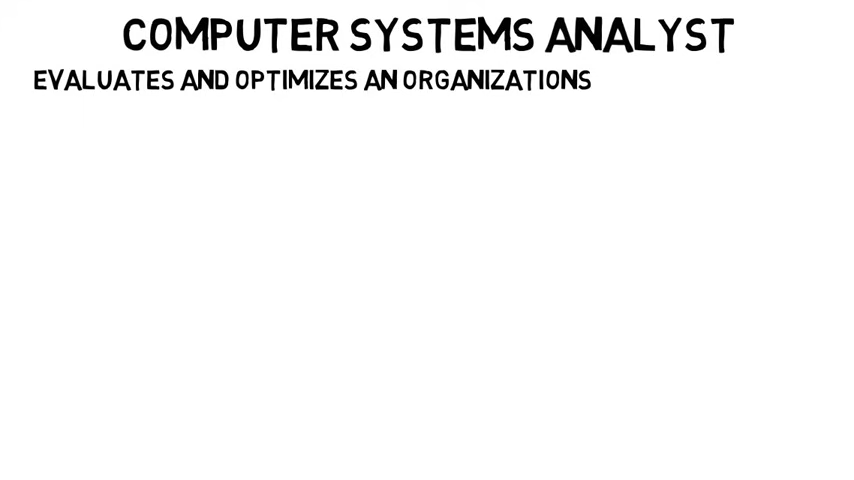 COMPUTER SYSTEMS ANALYST
EVALUATES AND OPTIMIZES AN ORGANIZATIONS